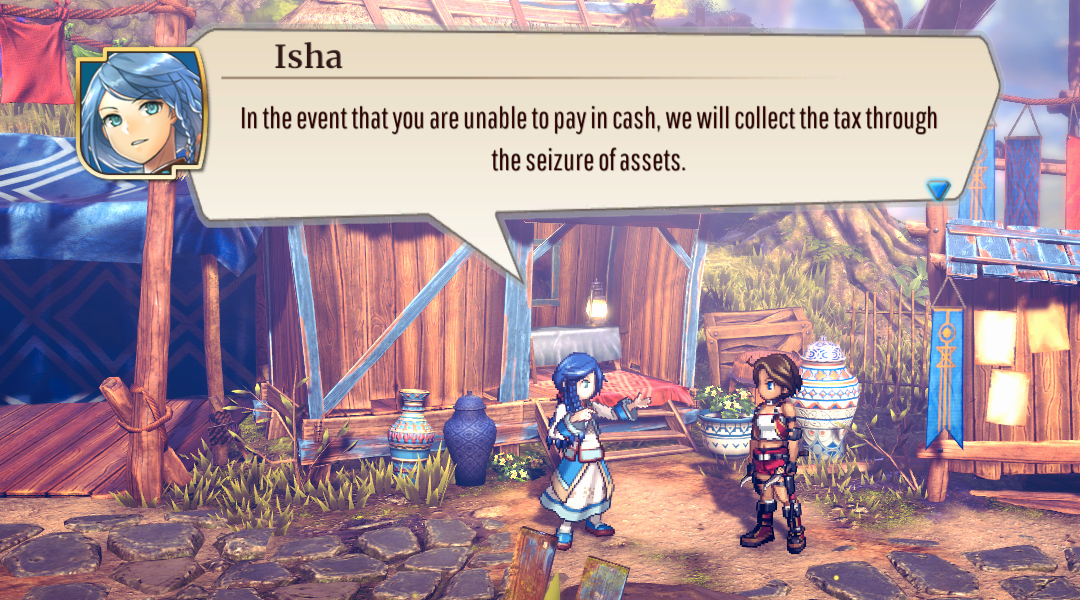 Isha
In the event that you are unable to pay in cash, we will collect the tax through
the seizure of assets.